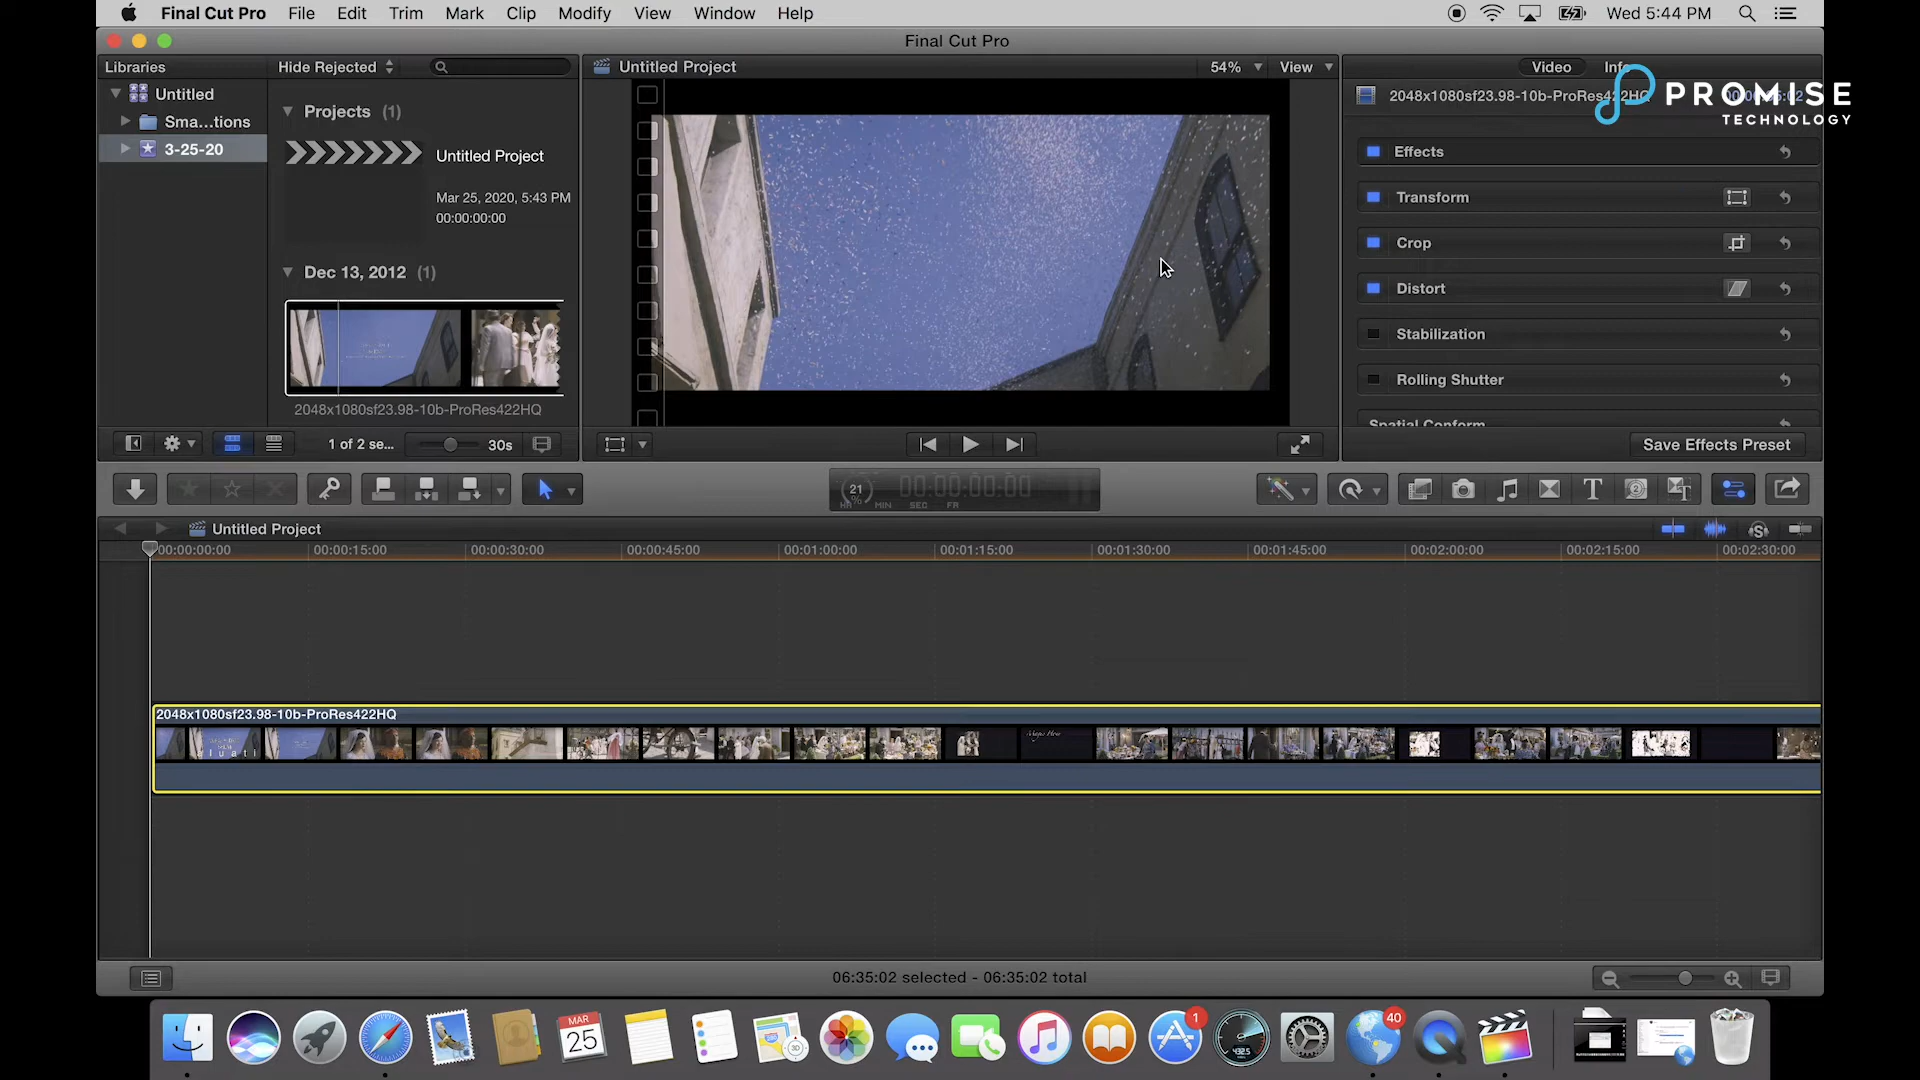 Final Cut Pro File Edit Trim Mark Clip Modify View Window Help Wed 5:44 PM
Final Cut Pro
Libraries Hide Rejected Untitled Project 54% View Video Info
Untitled
Sma...tions
3-25-20
Projects (1)
Untitled Project
Mar 25, 2020, 5:43 PM
00:00:00:00
Dec 13, 2012 (1)
2048x1080sf23.98-10b-ProRes422HQ
2048x1080sf23.98-10b-ProRes422HQ
PROMISE
TECHNOLOGY
Effects
Transform
Crop
Distort
Stabilization
Rolling Shutter
Spatial Conform
1 of 2 se... 30s
Save Effects Preset
21
%
00:00:00:00
HR MIN SEC FR
Untitled Project
00:00:00:00 00:00:15:00 00:00:30:00 00:00:45:00 00:01:00:00 00:01:15:00 00:01:30:00 00:01:45:00 00:02:00:00 00:02:15:00 00:02:30:00
2048x1080sf23.98-10b-ProRes422HQ
06:35:02 selected - 06:35:02 total
MAR
25
1
432.5
40